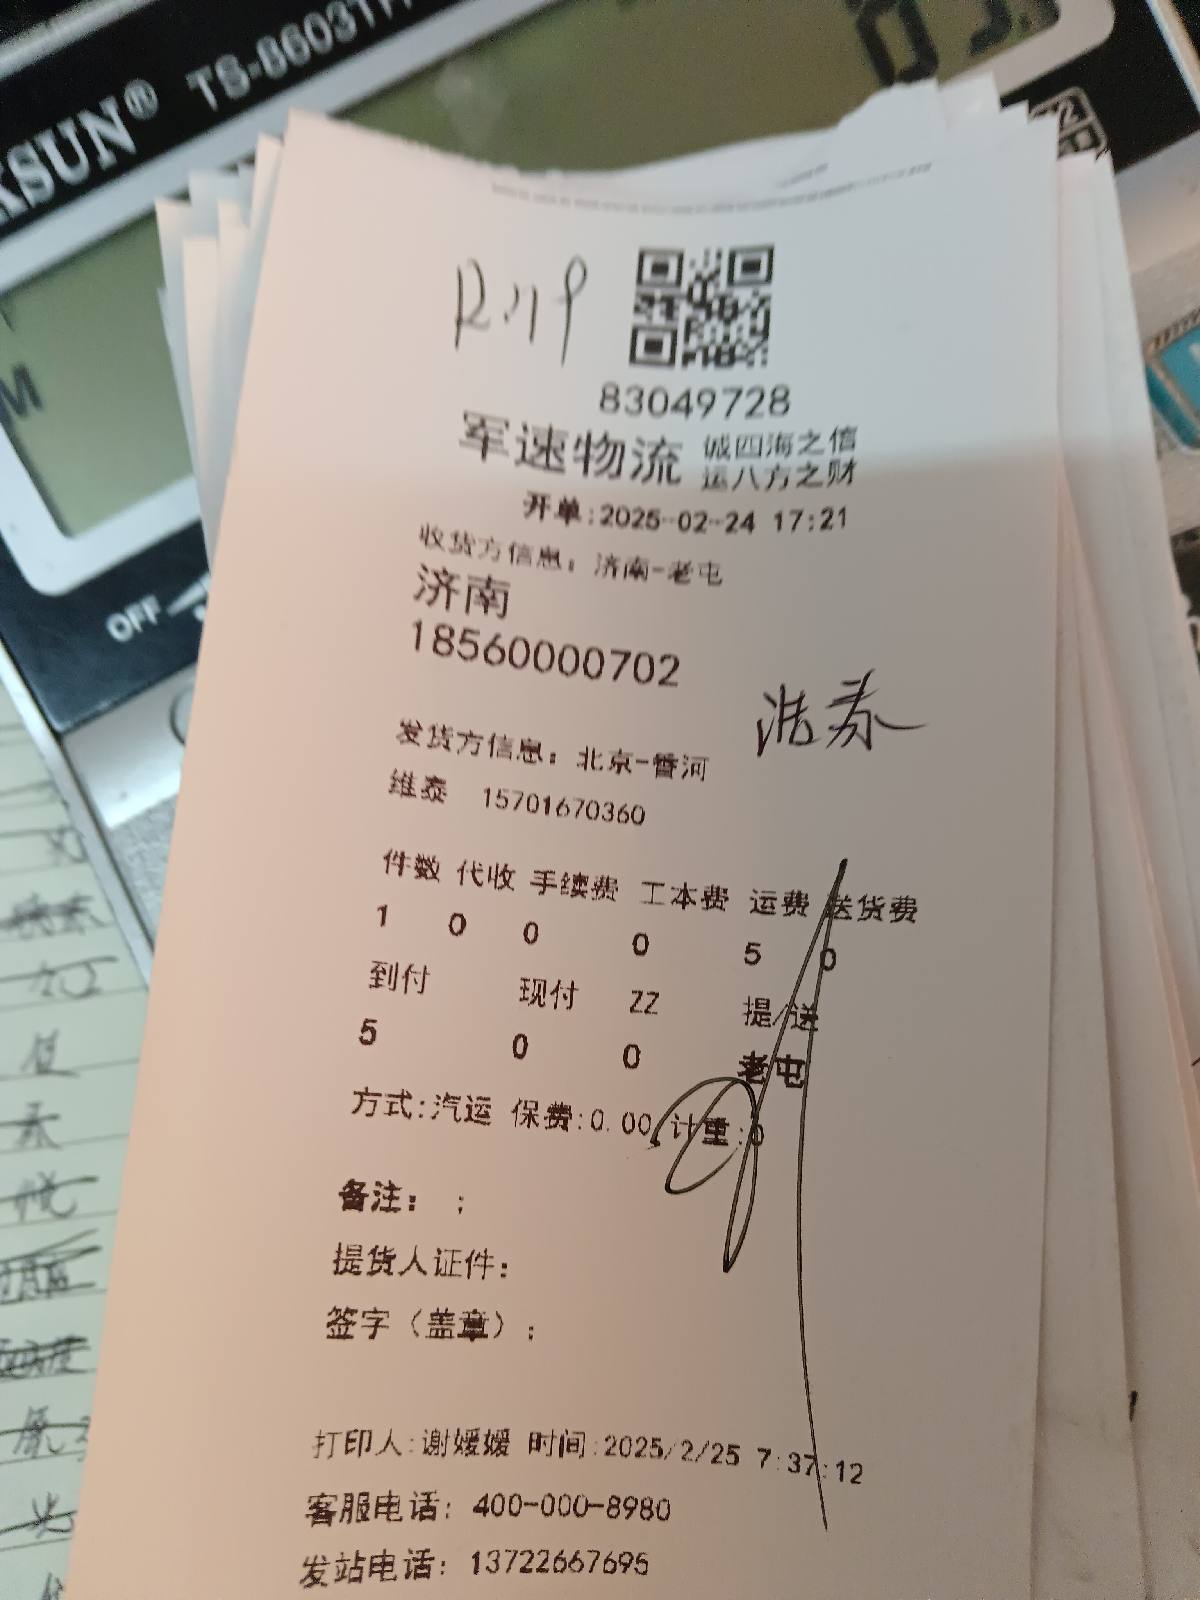 KSUN® TS-8603TH
OFF
83049728
军速物流 诚四海之信
运八方之财
开单:2025-02-24 17:21
收货方信息：济南-老屯
济南
18560000702
浩泰
发货方信息：北京-香河
维泰 15701670360
件数 代收 手续费 工本费 运费 送货费
1 0 0 0 5 0
到付 现付 ZZ 提/送
5 0 0 老屯
方式:汽运 保费:0.00 计重:0
备注： ;
提货人证件：
签字（盖章）；
打印人:谢媛媛 时间:2025/2/25 7:37:12
客服电话：400-000-8980
发站电话：13722667695